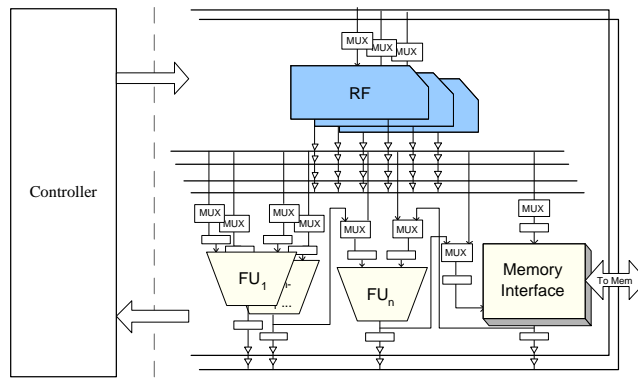 MUX
MUX
MUX
RF
Controller
MUX
MUX
MUX
MUX
MUX
MUX
MUX
MUX
FU1
...
FUn
Memory
Interface
To Mem